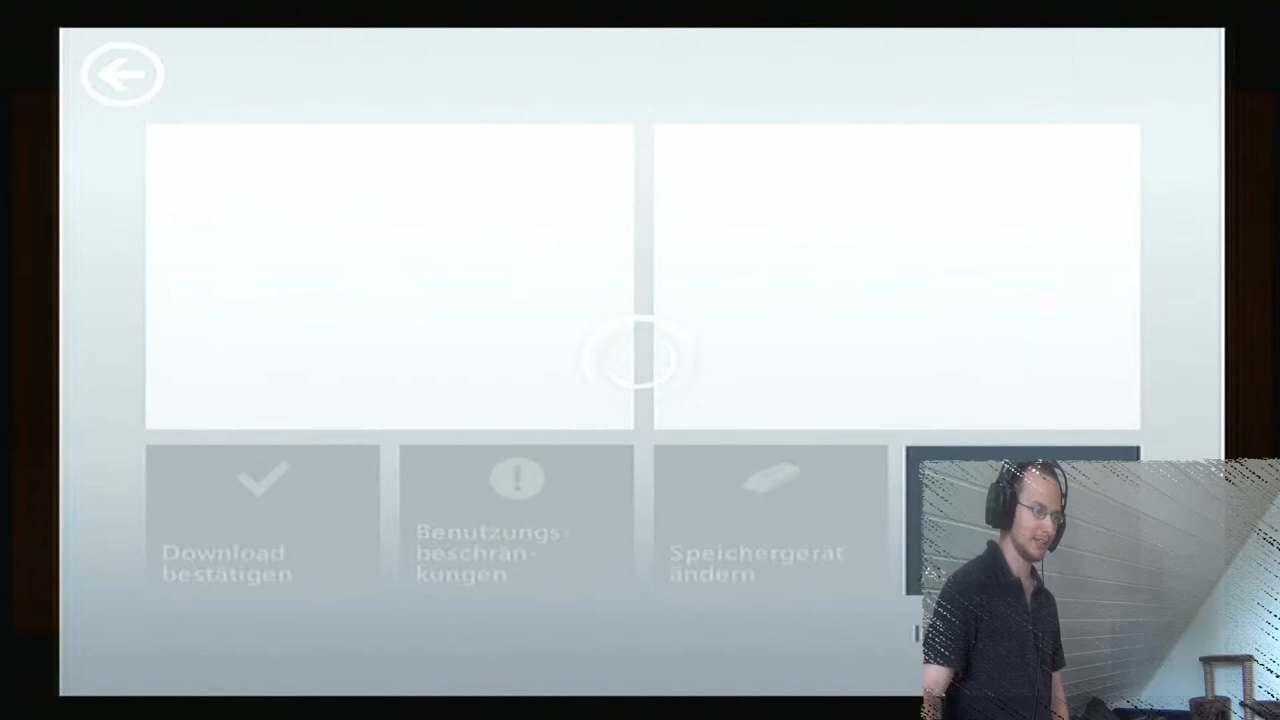 Download
bestätigen
Benutzungs-
beschrän-
kungen
Speichergerät
ändern